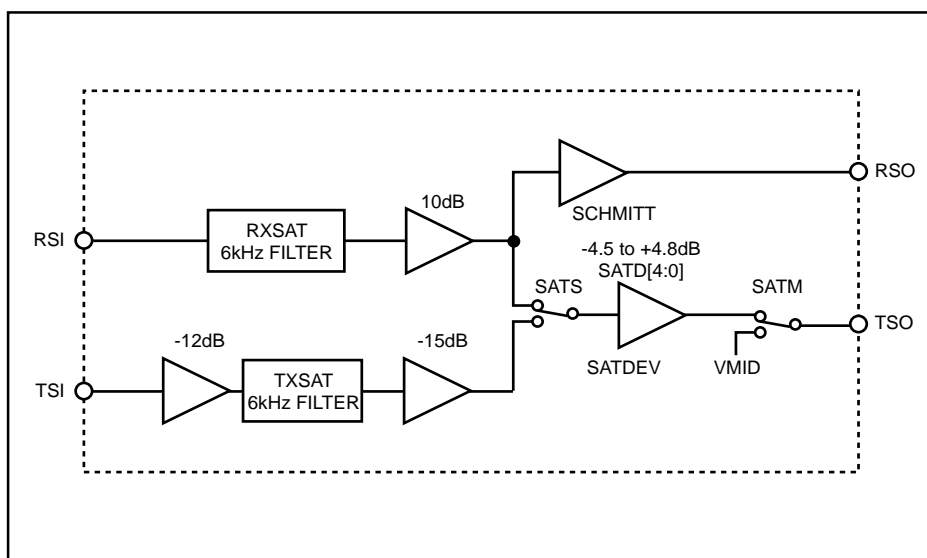 RSO
10dB
SCHMITT
RSI
RXSAT
6kHz FILTER
-4.5 to +4.8dB
SATD[4:0]
SATS
SATM
TSO
-12dB
-15dB
SATDEV
VMID
TSI
TXSAT
6kHz FILTER